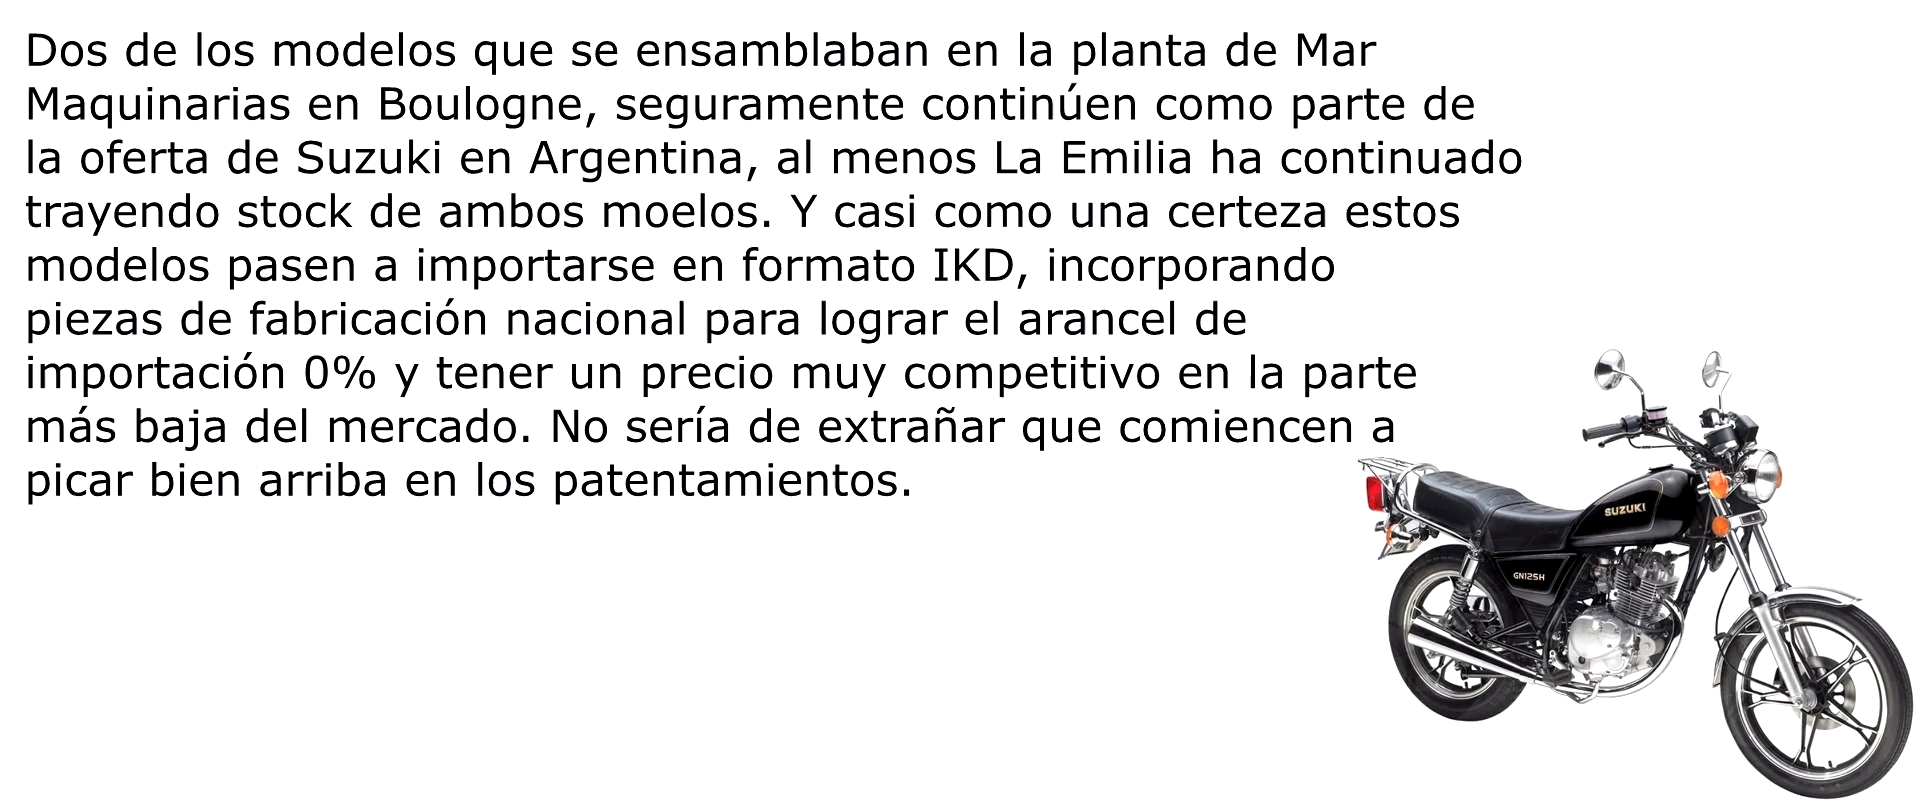 Dos de los modelos que se ensamblaban en la planta de Mar
Maquinarias en Boulogne, seguramente continúen como parte de
la oferta de Suzuki en Argentina, al menos La Emilia ha continuado
trayendo stock de ambos moelos. Y casi como una certeza estos
modelos pasen a importarse en formato IKD, incorporando
piezas de fabricación nacional para lograr el arancel de
importación 0% y tener un precio muy competitivo en la parte
más baja del mercado. No sería de extrañar que comiencen a
picar bien arriba en los patentamientos.
SUZUKI
GN125H